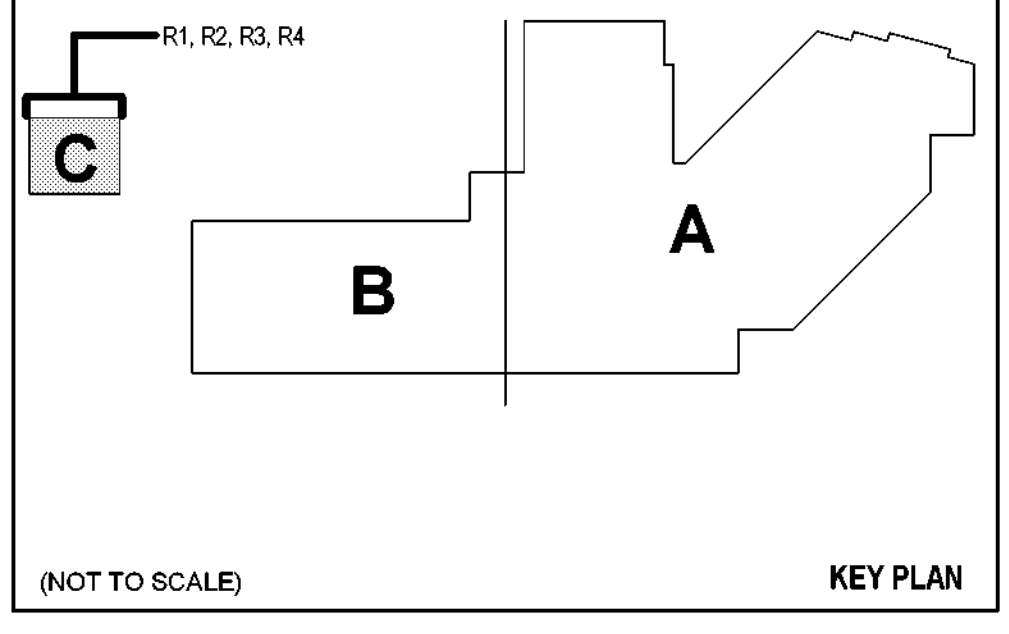 R1, R2, R3, R4
C
A
B
(NOT TO SCALE)
KEY PLAN